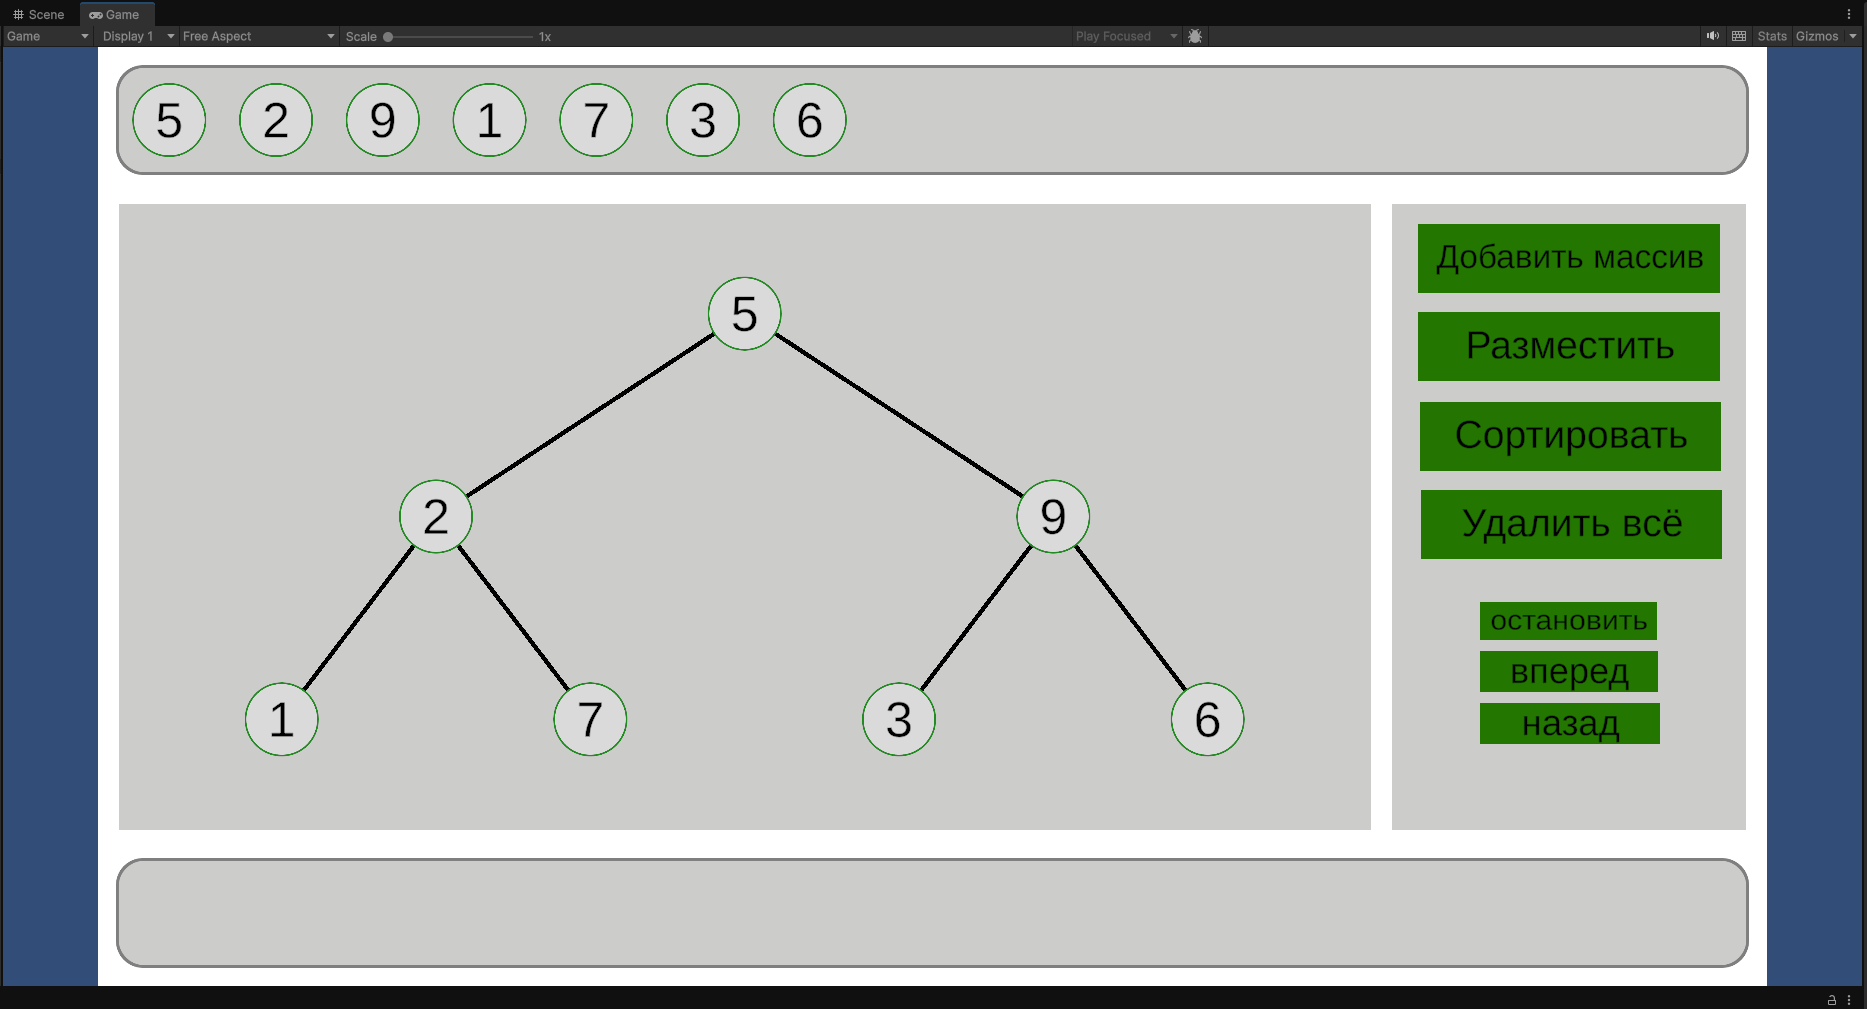 Scene Game
Game Display 1 Free Aspect Scale 1x Play Focused Stats Gizmos
5 2 9 1 7 3 6
5
2 9
1 7 3 6
Добавить массив
Разместить
Сортировать
Удалить всё
остановить
вперед
назад